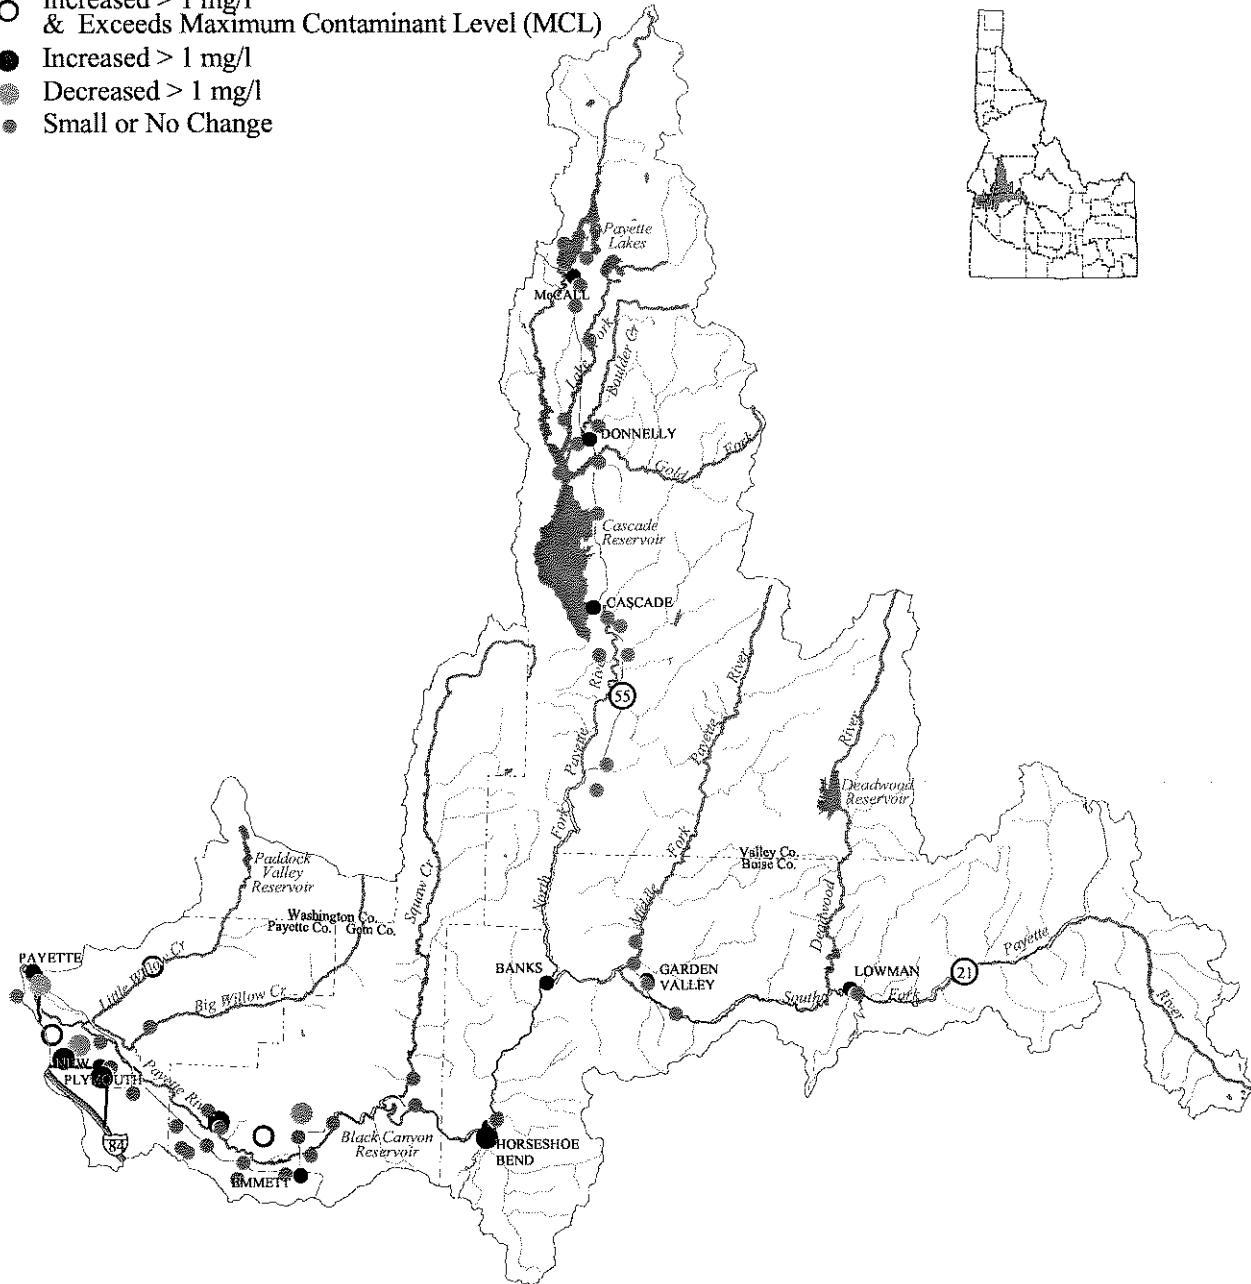 Increased > 1 mg/l
& Exceeds Maximum Contaminant Level (MCL)
Increased > 1 mg/l
Decreased > 1 mg/l
Small or No Change
Payette
Lakes
McCALL
Lake Fork
Boulder Cr
DONNELLY
Gold Fork
Cascade
Reservoir
CASCADE
55
North Fork Payette River
Middle Fork Payette River
Deadwood River
Deadwood
Reservoir
Valley Co.
Boise Co.
Squaw Cr
Paddock
Valley
Reservoir
Washington Co.
Payette Co. Gem Co.
Little Willow Cr
Big Willow Cr
PAYETTE
BANKS
GARDEN
VALLEY
LOWMAN
21
South Fork Payette River
NEW
PLYMOUTH
Payette River
84
Black Canyon
Reservoir
HORSESHOE
BEND
EMMETT